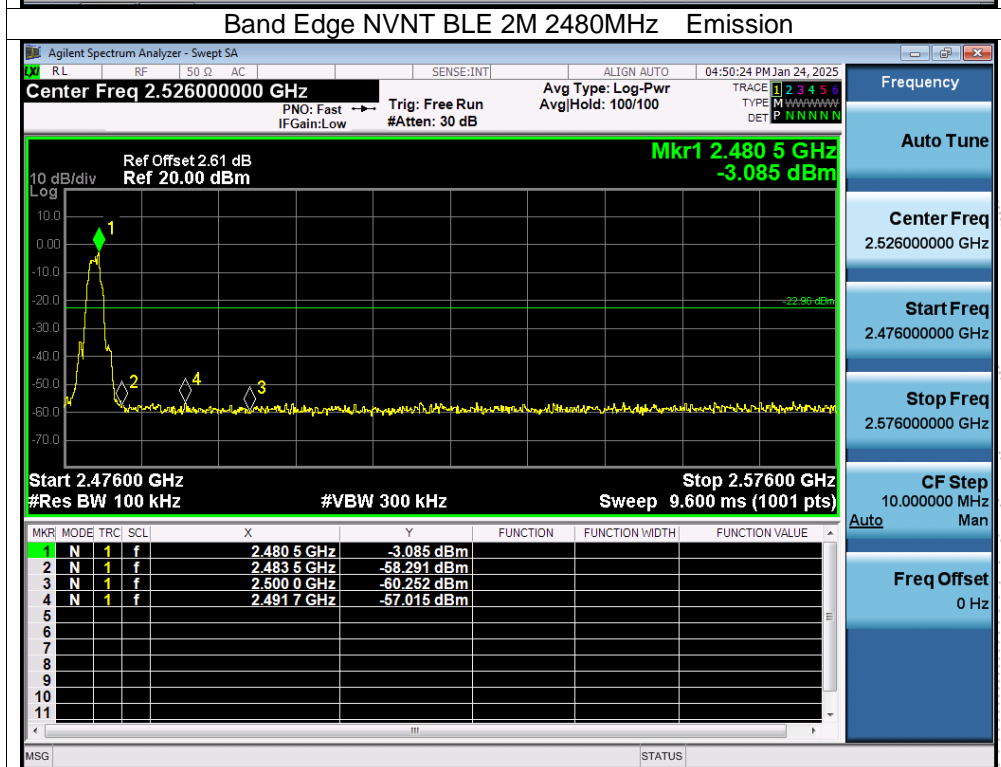 Band Edge NVNT BLE 2M 2480MHz Emission
Agilent Spectrum Analyzer - Swept SA
LXI RL RF 50 Ω AC SENSE:INT ALIGN AUTO 04:50:24 PM Jan 24, 2025
Center Freq 2.526000000 GHz
PNO: Fast
IFGain:Low
Trig: Free Run
#Atten: 30 dB
Avg Type: Log-Pwr
Avg|Hold: 100/100
TRACE 1 2 3 4 5 6
TYPE M WWWWW
DET P N N N N N
Mkr1 2.480 5 GHz
-3.085 dBm
Ref Offset 2.61 dB
10 dB/div Ref 20.00 dBm
Log
10.0
0.00
-10.0
-20.0
-30.0
-40.0
-50.0
-60.0
-70.0
1
-22.96 dBm
2
4
3
Start 2.47600 GHz Stop 2.57600 GHz
#Res BW 100 kHz #VBW 300 kHz Sweep 9.600 ms (1001 pts)
MKR MODE TRC SCL X Y FUNCTION FUNCTION WIDTH FUNCTION VALUE
1 N 1 f 2.480 5 GHz -3.085 dBm
2 N 1 f 2.483 5 GHz -58.291 dBm
3 N 1 f 2.500 0 GHz -60.252 dBm
4 N 1 f 2.491 7 GHz -57.015 dBm
5
6
7
8
9
10
11
MSG STATUS
Frequency
Auto Tune
Center Freq
2.526000000 GHz
Start Freq
2.476000000 GHz
Stop Freq
2.576000000 GHz
CF Step
10.000000 MHz
Auto Man
Freq Offset
0 Hz